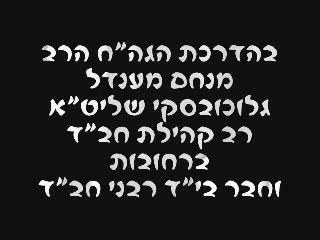 בהדרכת הגה"ח הרב
מנחם מענדל
גלוכובסקי שליט"א
רב קהילת חב"ד
ברחובות
וחבר בי"ד רבני חב"ד